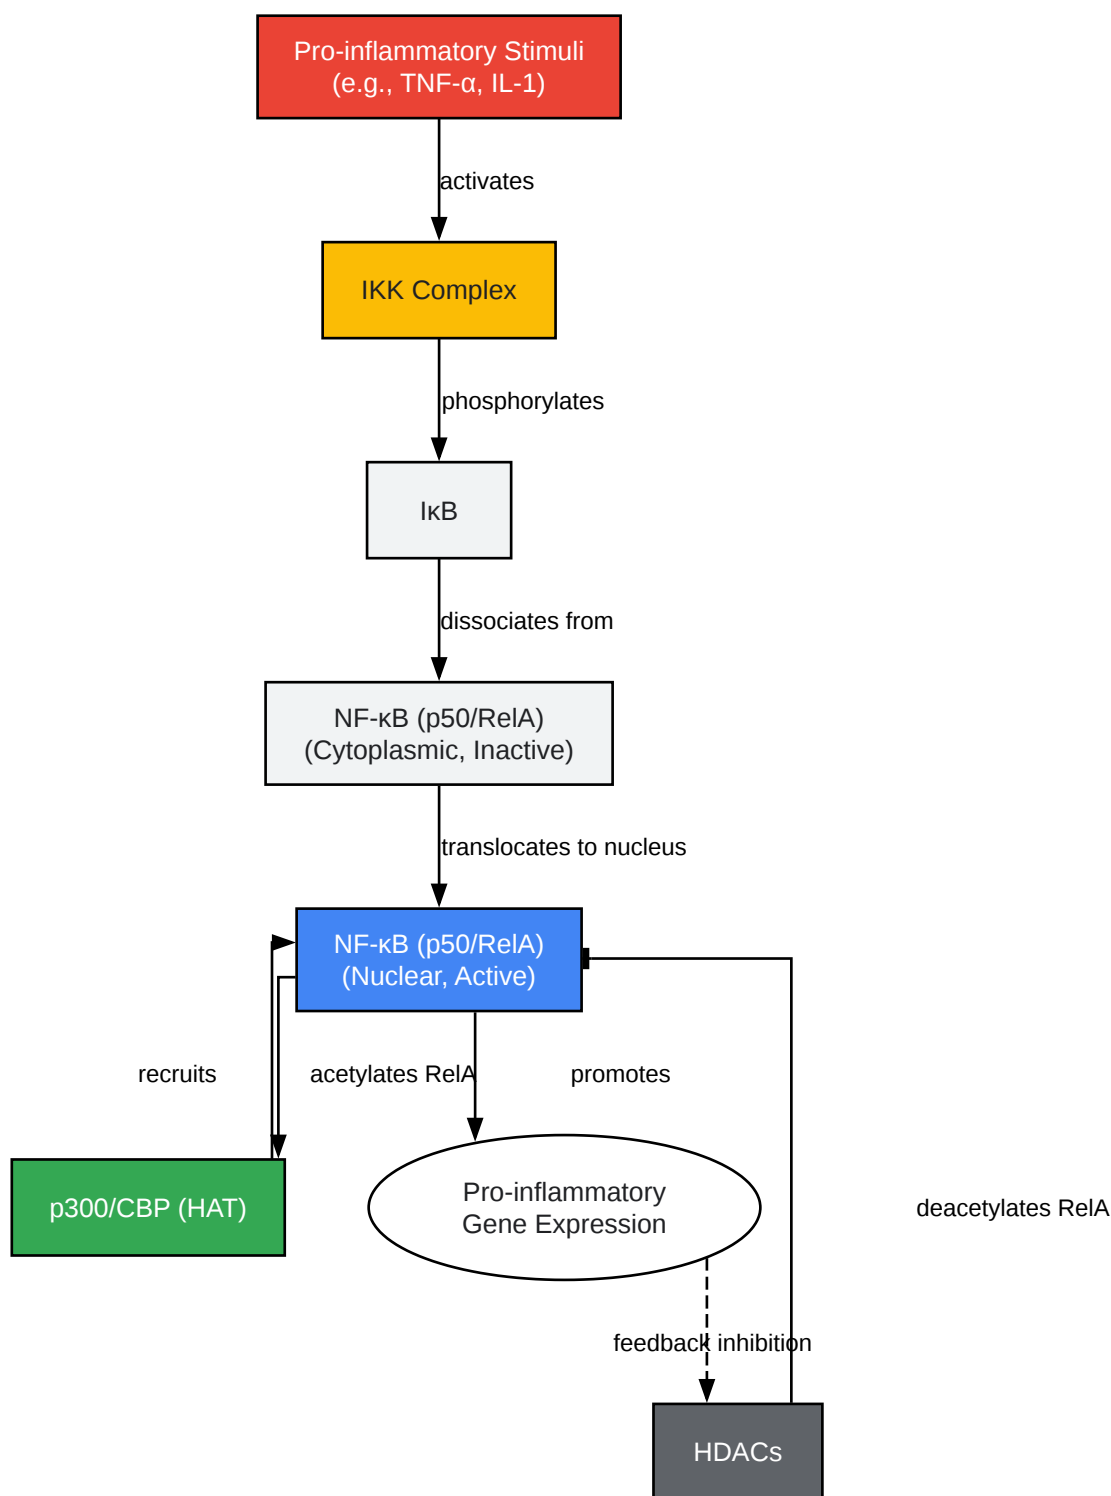 Pro-inflammatory Stimuli
(e.g., TNF-α, IL-1)
activates
IKK Complex
phosphorylates
IκB
dissociates from
NF-κB (p50/RelA)
(Cytoplasmic, Inactive)
translocates to nucleus
NF-κB (p50/RelA)
(Nuclear, Active)
recruits
acetylates RelA
promotes
p300/CBP (HAT)
Pro-inflammatory
Gene Expression
deacetylates RelA
feedback inhibition
HDACs